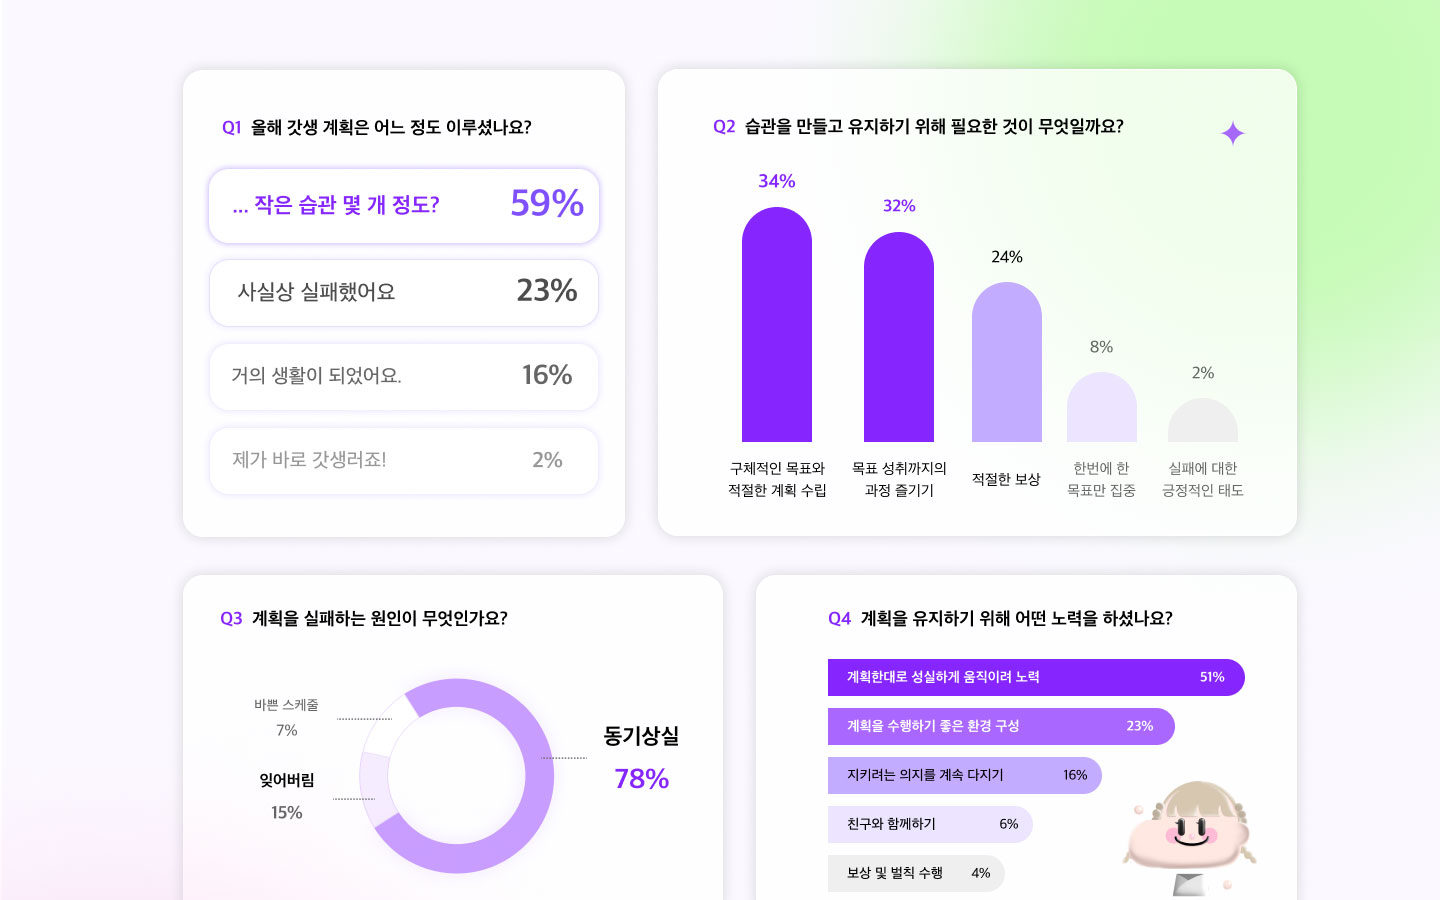 Q1 올해 갓생 계획은 어느 정도 이루셨나요?
... 작은 습관 몇 개 정도? 59%
사실상 실패했어요 23%
거의 생활이 되었어요. 16%
제가 바로 갓생러죠! 2%
Q2 습관을 만들고 유지하기 위해 필요한 것이 무엇일까요?
34%
32%
24%
8%
2%
구체적인 목표와
적절한 계획 수립
목표 성취까지의
과정 즐기기
적절한 보상
한번에 한
목표만 집중
실패에 대한
긍정적인 태도
Q3 계획을 실패하는 원인이 무엇인가요?
바쁜 스케줄
7%
잊어버림
15%
동기상실
78%
Q4 계획을 유지하기 위해 어떤 노력을 하셨나요?
계획한대로 성실하게 움직이려 노력 51%
계획을 수행하기 좋은 환경 구성 23%
지키려는 의지를 계속 다지기 16%
친구와 함께하기 6%
보상 및 벌칙 수행 4%